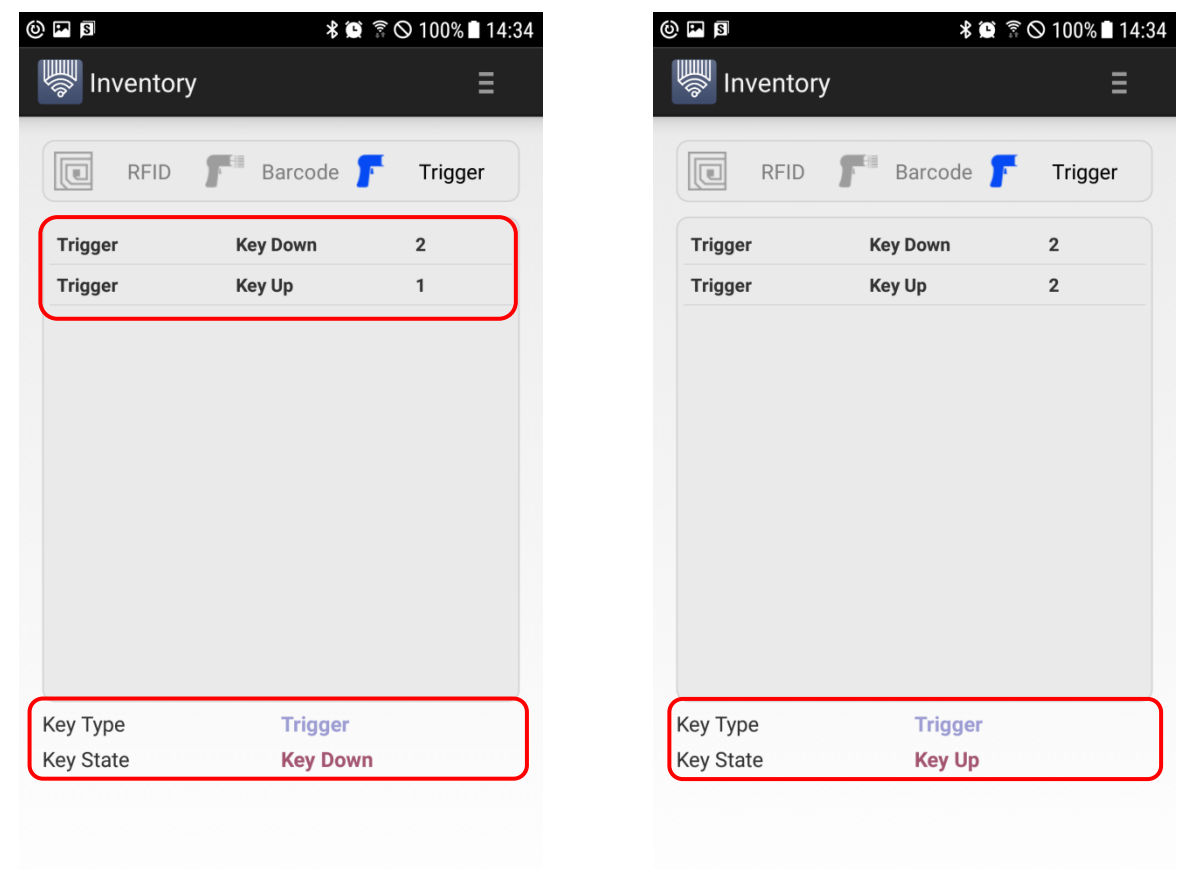 100% 14:34
Inventory
RFID Barcode Trigger
Trigger Key Down 2
Trigger Key Up 1
Key Type Trigger
Key State Key Down
100% 14:34
Inventory
RFID Barcode Trigger
Trigger Key Down 2
Trigger Key Up 2
Key Type Trigger
Key State Key Up